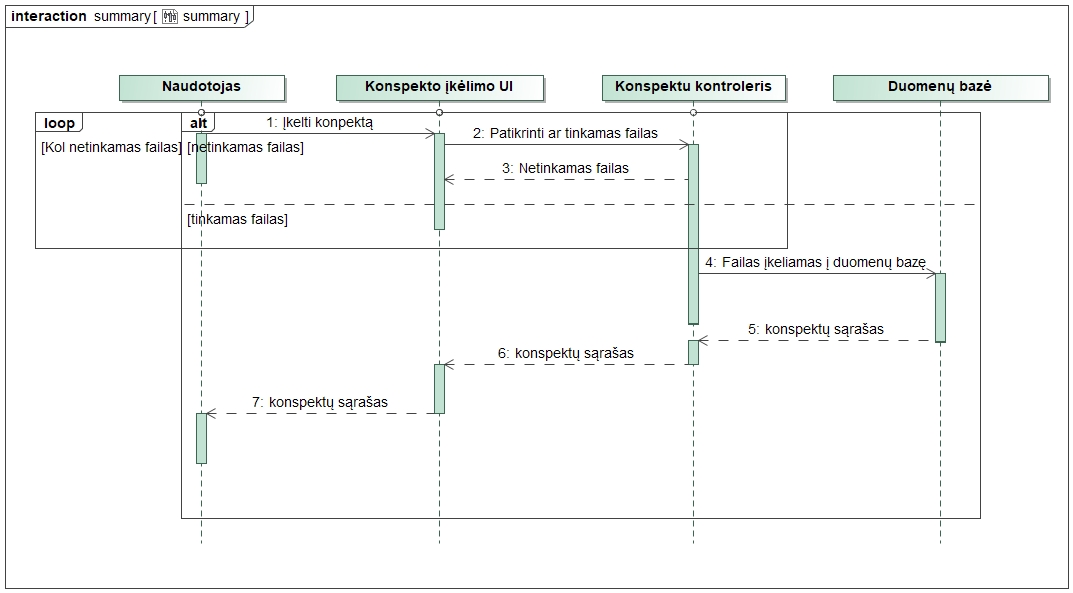 interaction summary[ summary ]
Naudotojas
Konspekto įkėlimo UI
Konspektu kontroleris
Duomenų bazė
loop
alt
1: Įkelti konpektą
[Kol netinkamas failas]
[netinkamas failas]
2: Patikrinti ar tinkamas failas
3: Netinkamas failas
[tinkamas failas]
4: Failas įkeliamas į duomenų bazę
5: konspektų sąrašas
6: konspektų sąrašas
7: konspektų sąrašas